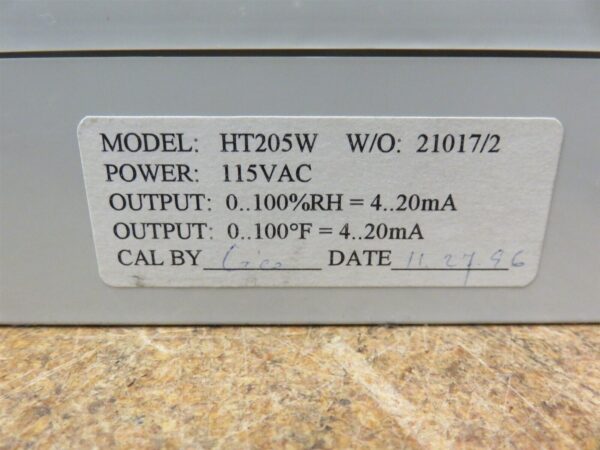 MODEL: HT205W W/O: 21017/2
POWER: 115VAC
OUTPUT: 0..100%RH = 4..20mA
OUTPUT: 0..100°F = 4..20mA
CAL BY DATE 11.27.96